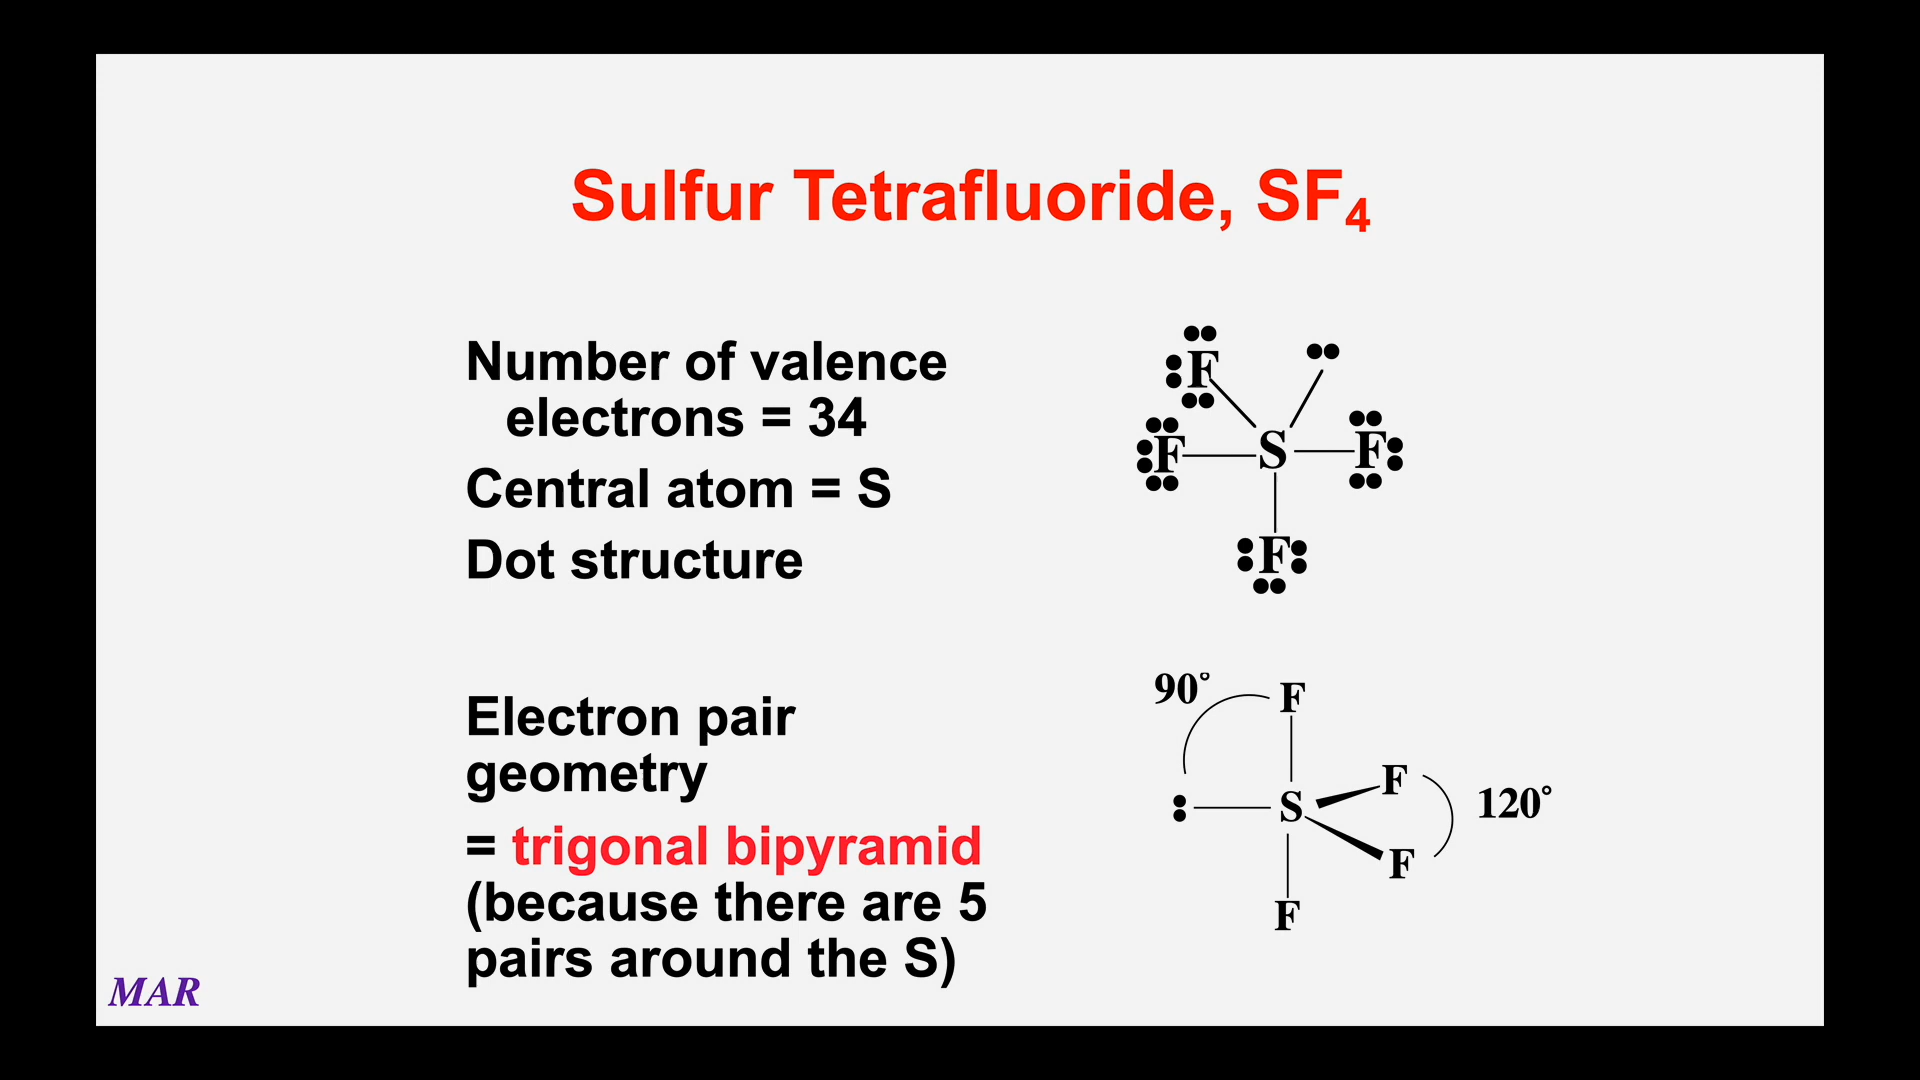 Sulfur Tetrafluoride, SF₄
Number of valence
electrons = 34
Central atom = S
Dot structure
F
F S F
F
Electron pair
geometry
= trigonal bipyramid
(because there are 5
pairs around the S)
90° F
F
: S 120°
F
F
MAR